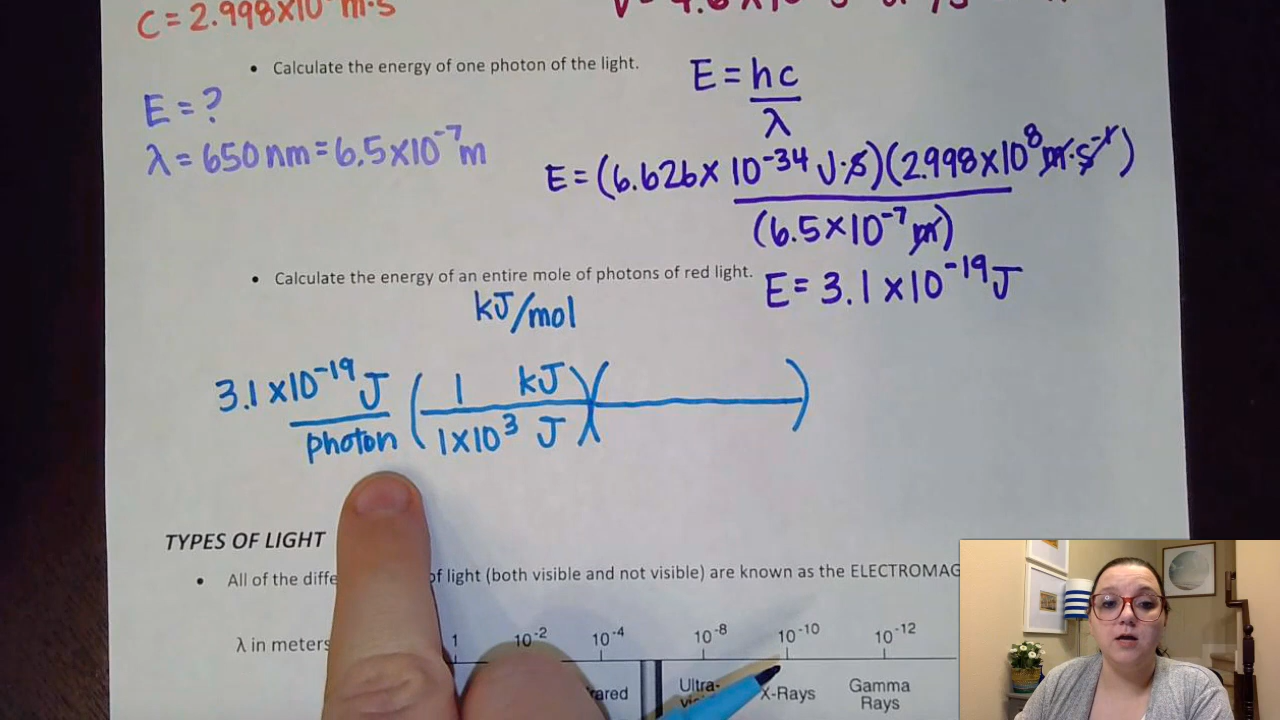 C = 2.998x10 m·s
• Calculate the energy of one photon of the light.
E = hc
λ
E = ?
λ = 650 nm = 6.5x10⁻⁷ m
E = (6.626x10⁻³⁴ J·s)(2.998x10⁸ m·s⁻¹)
(6.5x10⁻⁷ m)
• Calculate the energy of an entire mole of photons of red light.
E = 3.1x10⁻¹⁹ J
kJ/mol
3.1x10⁻¹⁹ J ( 1 kJ )( )
photon 1x10³ J
TYPES OF LIGHT
• All of the of light (both visible and not visible) are known as the
λ in meters 1 10⁻² 10⁻⁴ 10⁻⁸ 10⁻¹⁰ 10⁻¹²
Ultra- X-Rays Gamma
Rays